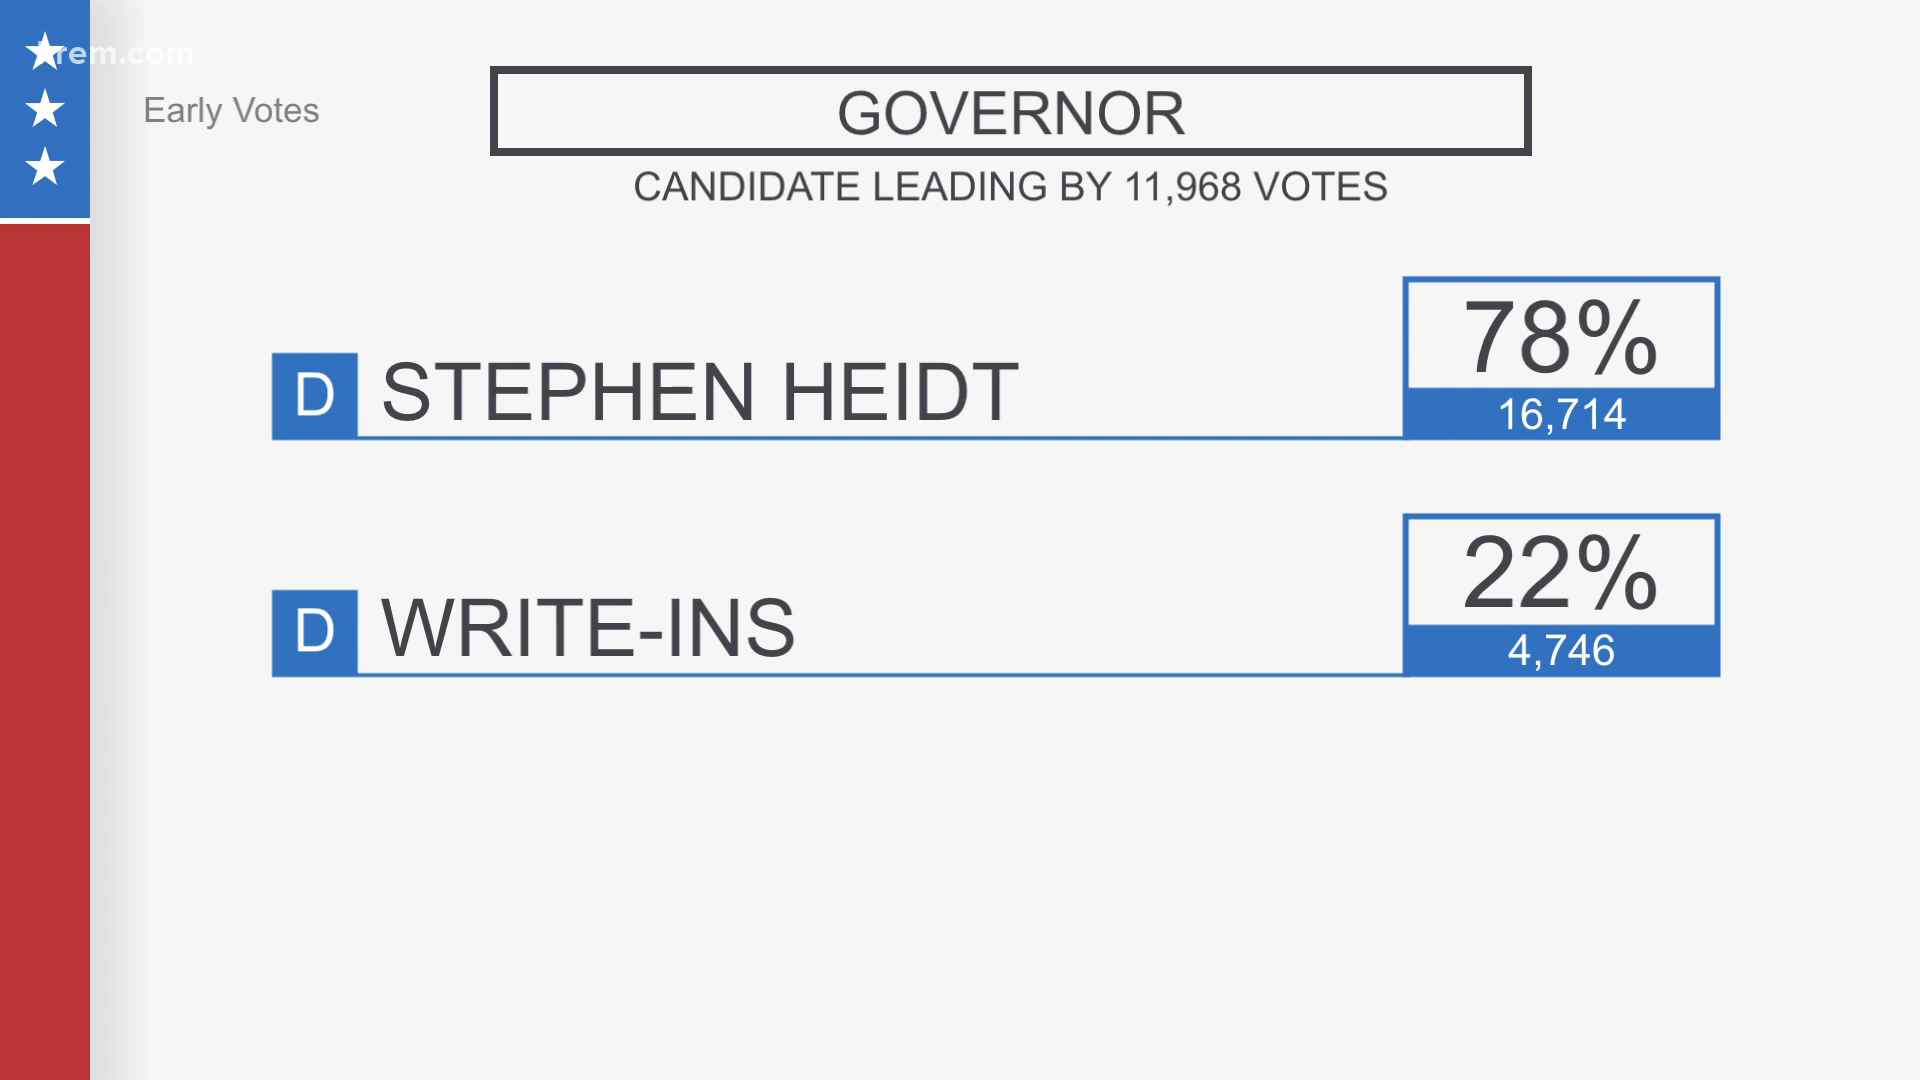 krem.com
Early Votes
GOVERNOR
CANDIDATE LEADING BY 11,968 VOTES
78%
D STEPHEN HEIDT
16,714
22%
D WRITE-INS
4,746